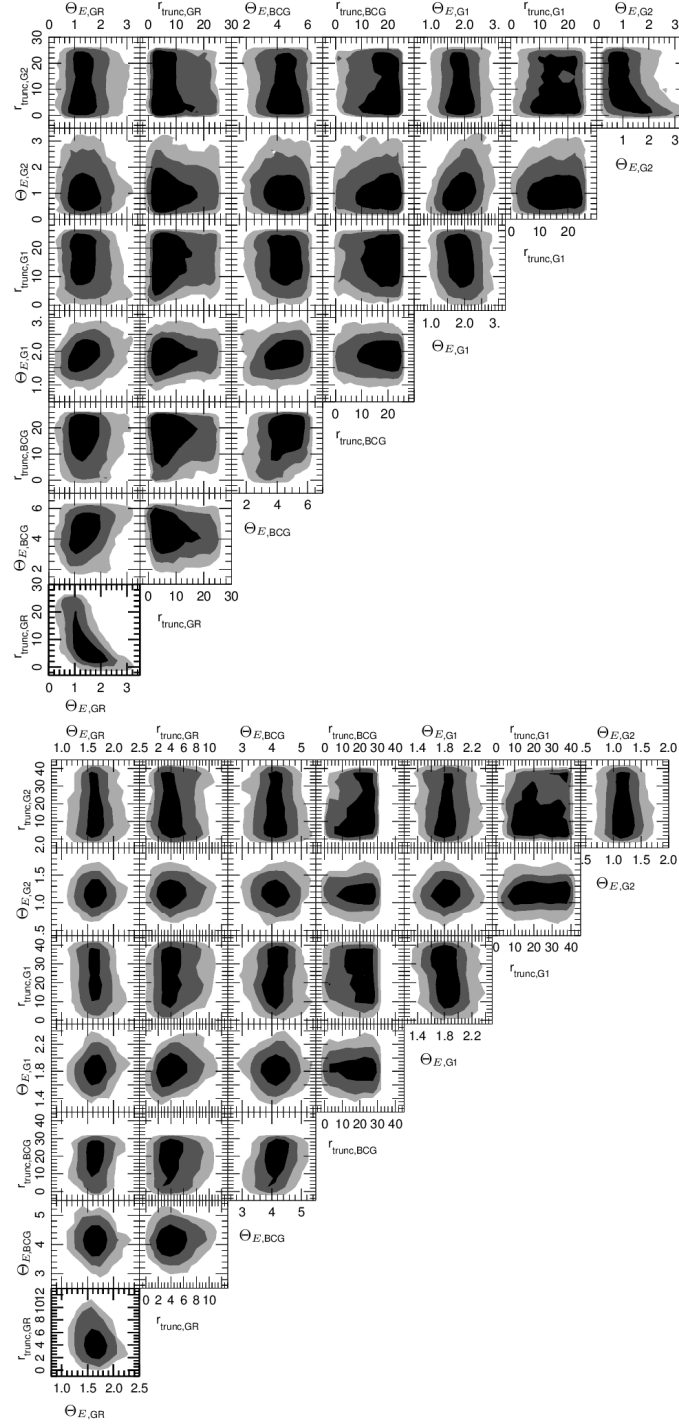 Θ_E,GR r_trunc,GR Θ_E,BCG r_trunc,BCG Θ_E,G1 r_trunc,G1 Θ_E,G2
0 1 2 3 0 10 20 30 2 4 6 0 10 20 1.0 2.0 3. 0 10 20 0 1 2 3
r_trunc,G2 0 10 20 30
1 2 3
Θ_E,G2
Θ_E,G2 0 1 2 3
0 10 20
r_trunc,G1
r_trunc,G1 0 10 20
1.0 2.0 3.
Θ_E,G1
Θ_E,G1 1.0 2.0 3.
0 10 20
r_trunc,BCG
r_trunc,BCG 0 10 20
2 4 6
Θ_E,BCG
Θ_E,BCG 2 4 6
0 10 20 30
r_trunc,GR
r_trunc,GR 0 10 20 30
0 1 2 3
Θ_E,GR
Θ_E,GR r_trunc,GR Θ_E,BCG r_trunc,BCG Θ_E,G1 r_trunc,G1 Θ_E,G2
1.0 1.5 2.0 2.5 2 4 6 8 10 3 4 5 0 10 20 30 40 1.4 1.8 2.2 0 10 20 30 40 .5 1.0 1.5 2.0
r_trunc,G2 0 10 20 30 40
.5 1.0 1.5 2.0
Θ_E,G2
Θ_E,G2 .5 1.0 1.5 2.0
0 10 20 30 40
r_trunc,G1
r_trunc,G1 0 10 20 30 40
1.4 1.8 2.2
Θ_E,G1
Θ_E,G1 1.4 1.8 2.2
0 10 20 30 40
r_trunc,BCG
r_trunc,BCG 0 10 20 30 40
3 4 5
Θ_E,BCG
Θ_E,BCG 3 4 5
0 2 4 6 8 10
r_trunc,GR
r_trunc,GR 0 2 4 6 8 10 12
1.0 1.5 2.0 2.5
Θ_E,GR